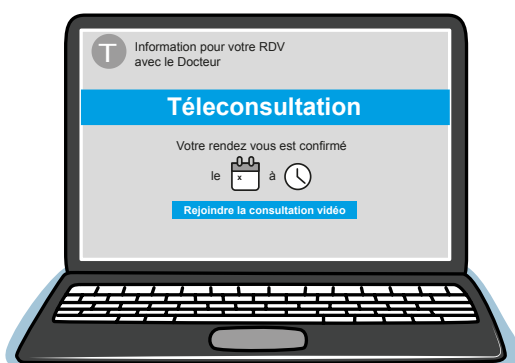 T
Information pour votre RDV
avec le Docteur
Téleconsultation
Votre rendez vous est confirmé
le x à
Rejoindre la consultation vidéo